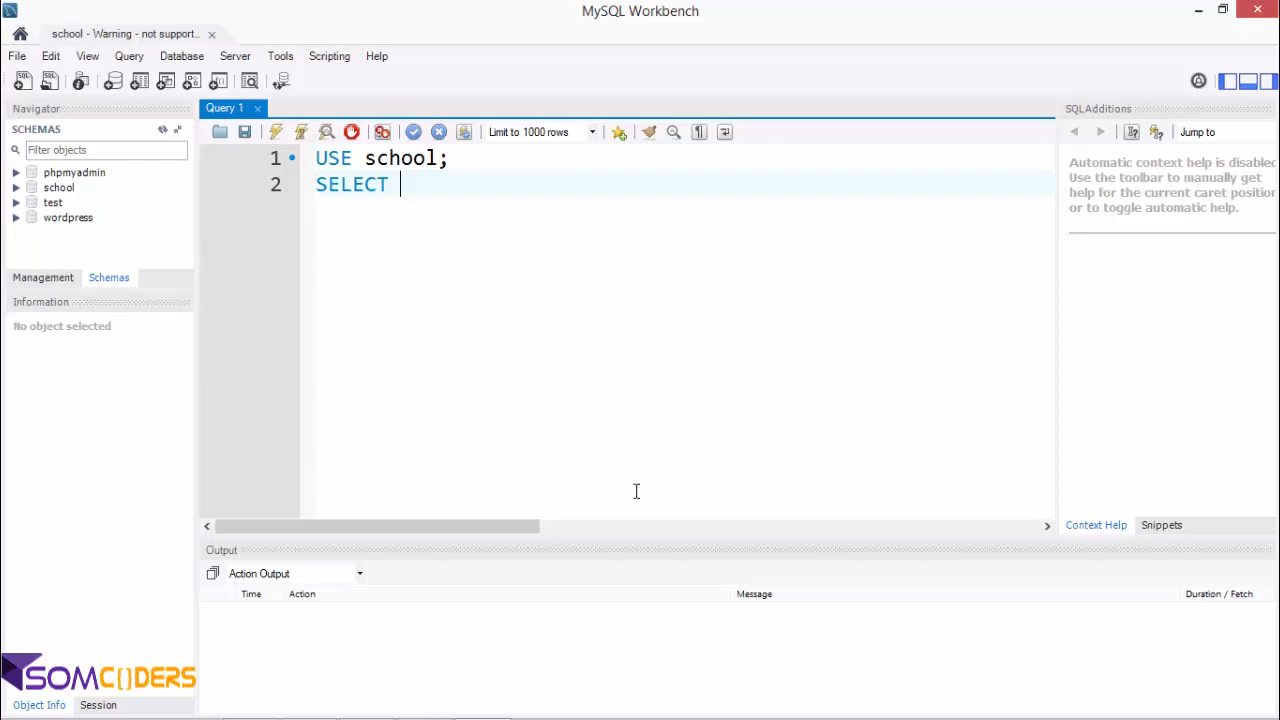 MySQL Workbench
school - Warning - not support..
File Edit View Query Database Server Tools Scripting Help
Navigator
SCHEMAS
Filter objects
phpmyadmin
school
test
wordpress
Management Schemas
Information
No object selected
Query 1
Limit to 1000 rows
1 USE school;
2 SELECT
SQLAdditions
Jump to
Automatic context help is disabled
Use the toolbar to manually get
help for the current caret position
or to toggle automatic help.
Context Help Snippets
Output
Action Output
Time Action Message Duration / Fetch
SOMC{}DERS
Object Info Session